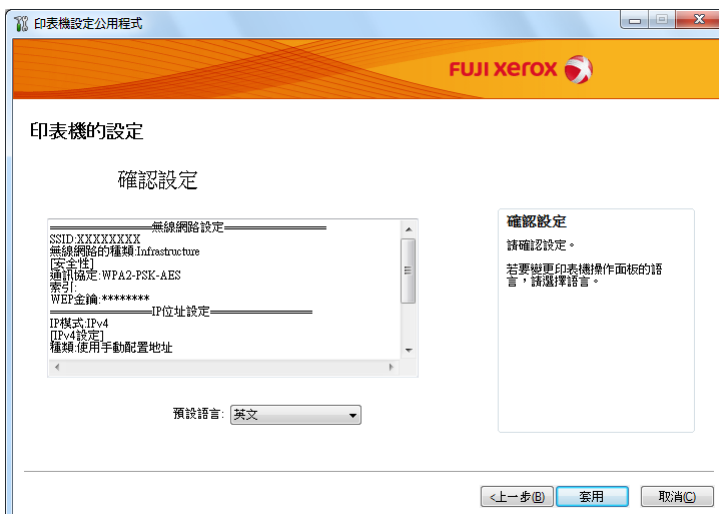 印表機設定公用程式
FUJI xerox
印表機的設定
確認設定
═══════════無線網路設定═══════════
SSID:XXXXXXXX
無線網路的種類:Infrastructure
[安全性]
通訊協定:WPA2-PSK-AES
索引:
WEP金鑰:********
═══════════IP位址設定═══════════
IP模式:IPv4
[IPv4設定]
種類:使用手動配置地址
預設語言: 英文
確認設定
請確認設定。
若要變更印表機操作面板的語
言，請選擇語言。
<上一步(B) 套用 取消(C)